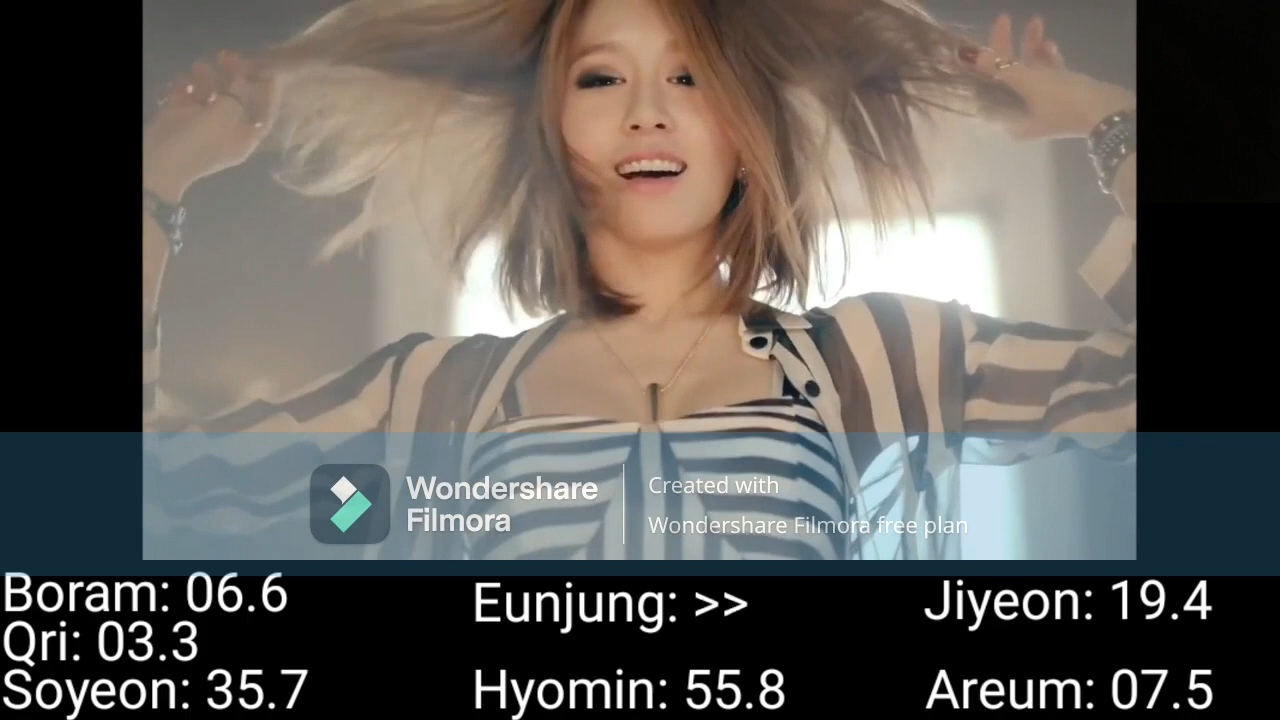 Wondershare
Filmora
Created with
Wondershare Filmora free plan
Boram: 06.6
Qri: 03.3
Soyeon: 35.7
Eunjung: >>
Hyomin: 55.8
Jiyeon: 19.4
Areum: 07.5